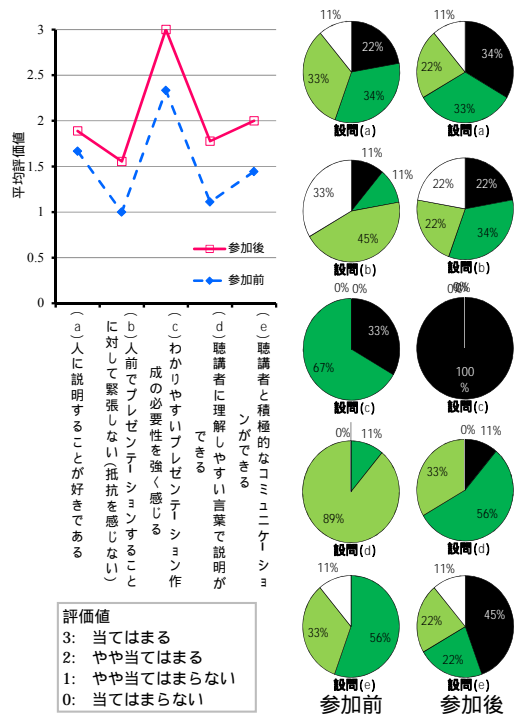 平均評価値
3
2.5
2
1.5
1
0.5
0
参加後
参加前
(a)人に説明することが好きである
(b)人前でプレゼンテーションすること
に対して緊張しない(抵抗を感じない)
(c)わかりやすいプレゼンテーション作
成の必要性を強く感じる
(d)聴講者に理解しやすい言葉で説明が
できる
(e)聴講者と積極的なコミュニケーショ
ンができる
評価値
3: 当てはまる
2: やや当てはまる
1: やや当てはまらない
0: 当てはまらない
11%
22%
33%
34%
設問(a)
11%
34%
22%
33%
設問(a)
11%
11%
33%
45%
設問(b)
22%
22%
22%
34%
設問(b)
0% 0%
33%
67%
設問(c)
0%
0%
100
%
設問(c)
0%
11%
89%
設問(d)
0%
11%
33%
56%
設問(d)
11%
33%
56%
設問(e)
11%
22%
45%
22%
設問(e)
参加前
参加後